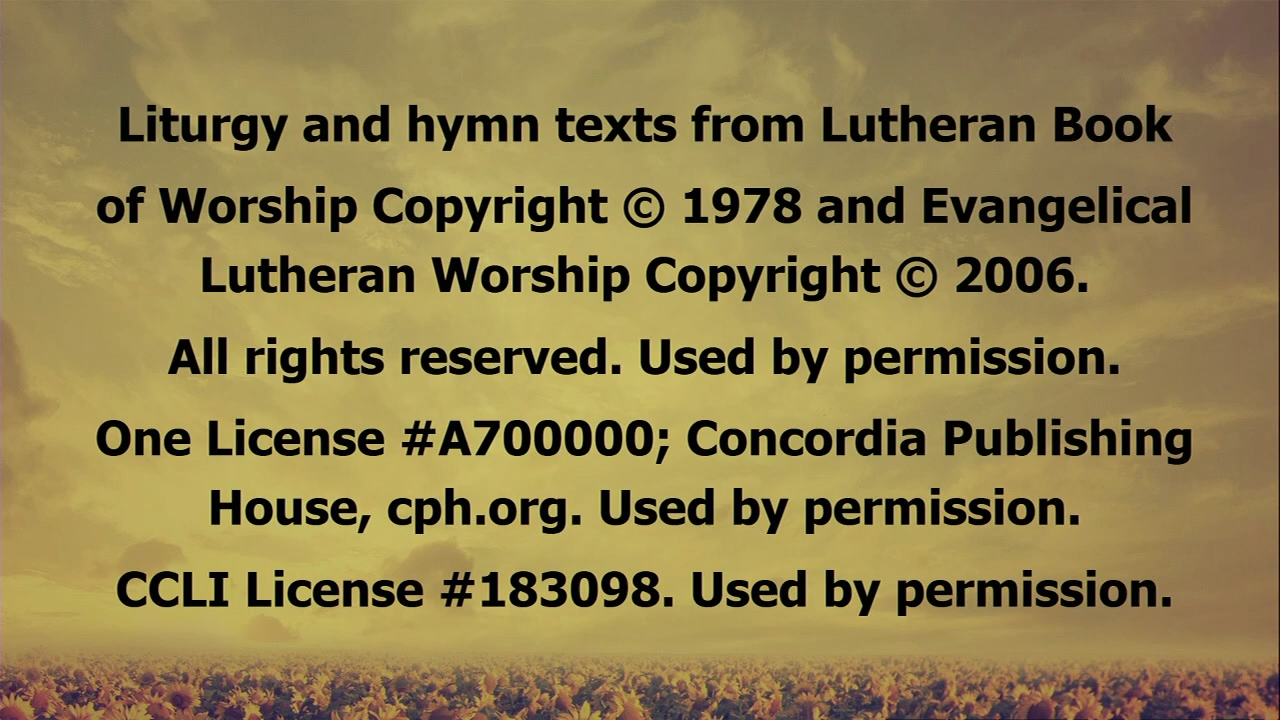 Liturgy and hymn texts from Lutheran Book
of Worship Copyright © 1978 and Evangelical
Lutheran Worship Copyright © 2006.
All rights reserved. Used by permission.
One License #A700000; Concordia Publishing
House, cph.org. Used by permission.
CCLI License #183098. Used by permission.